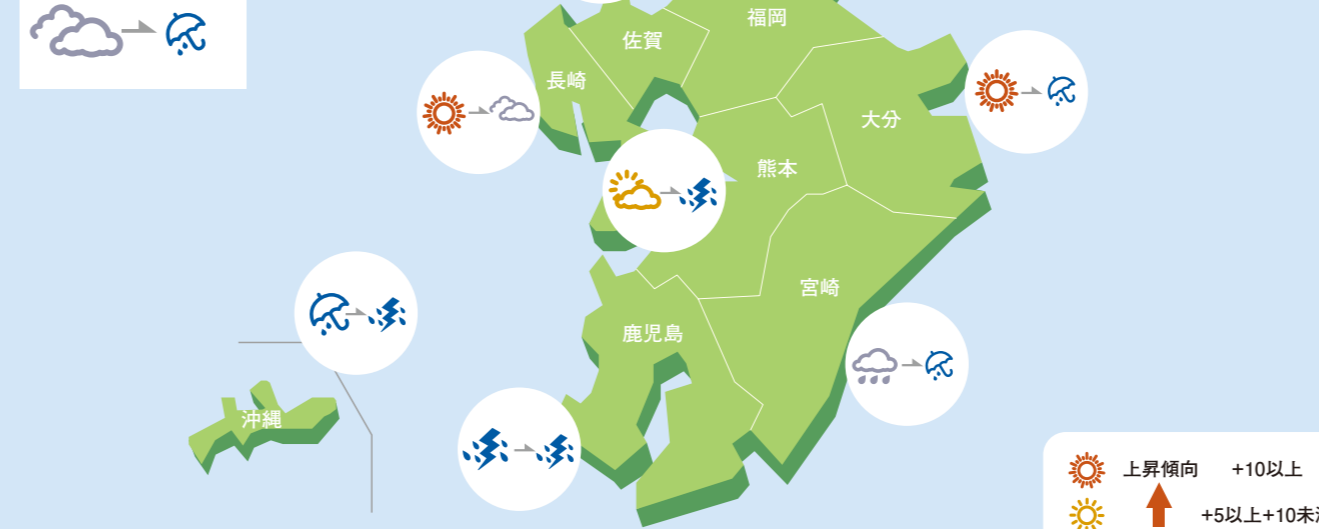 福岡
佐賀
長崎
大分
熊本
宮崎
鹿児島
沖縄
上昇傾向 +10以上
+5以上+10未